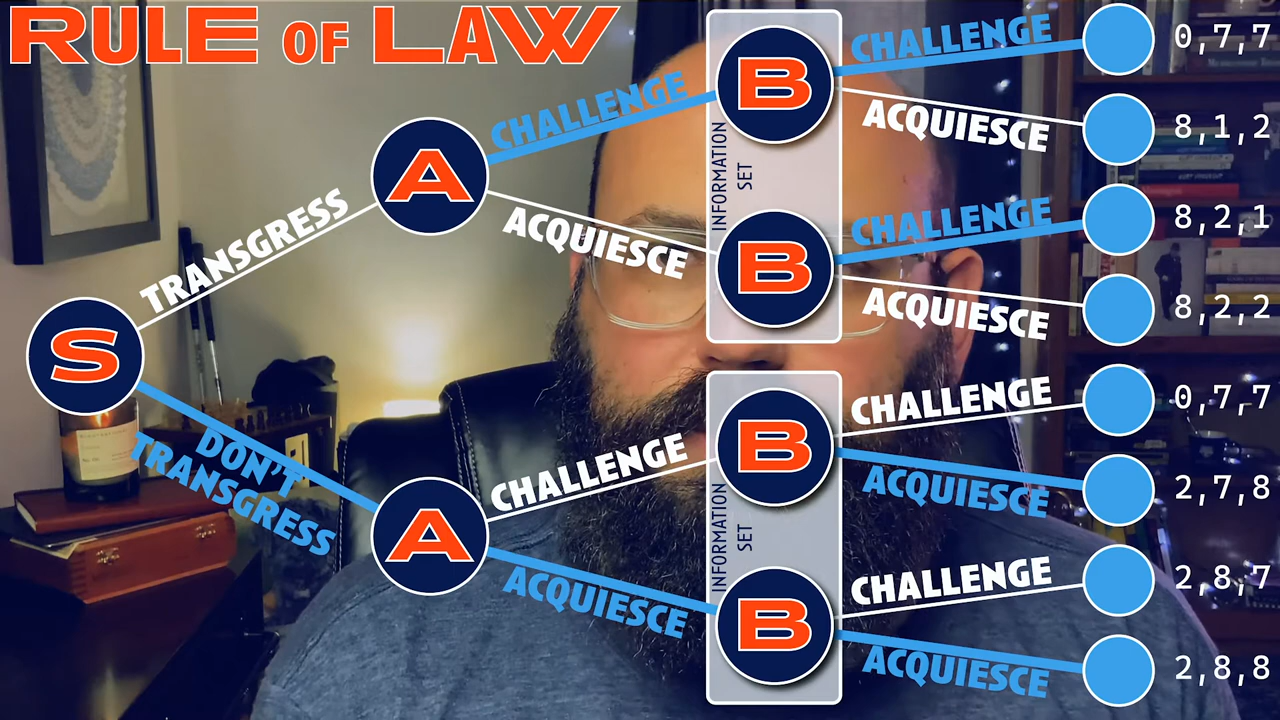 RULE OF LAW
S
TRANSGRESS
DON'T
TRANSGRESS
A
CHALLENGE
ACQUIESCE
A
CHALLENGE
ACQUIESCE
INFORMATION
SET
B
CHALLENGE
0,7,7
ACQUIESCE
8,1,2
B
CHALLENGE
8,2,1
ACQUIESCE
8,2,2
INFORMATION
SET
B
CHALLENGE
0,7,7
ACQUIESCE
2,7,8
B
CHALLENGE
2,8,7
ACQUIESCE
2,8,8